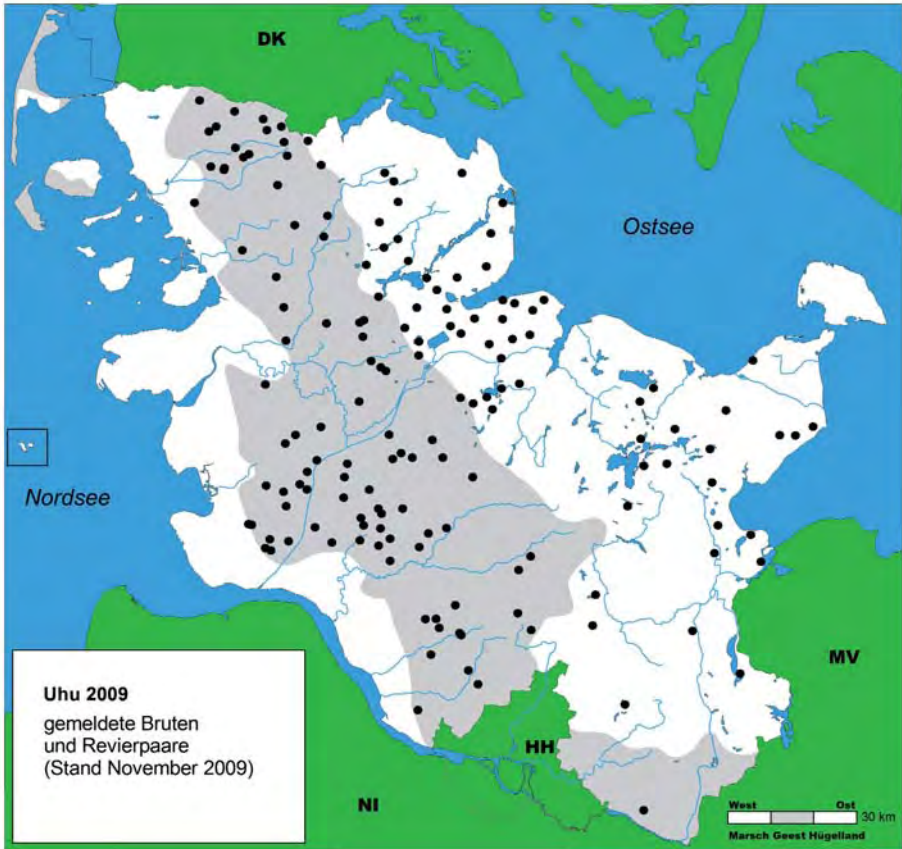 DK
Ostsee
Nordsee
Uhu 2009
gemeldete Bruten
und Revierpaare
(Stand November 2009)
MV
HH
NI
West Ost
30 km
Marsch Geest Hügelland